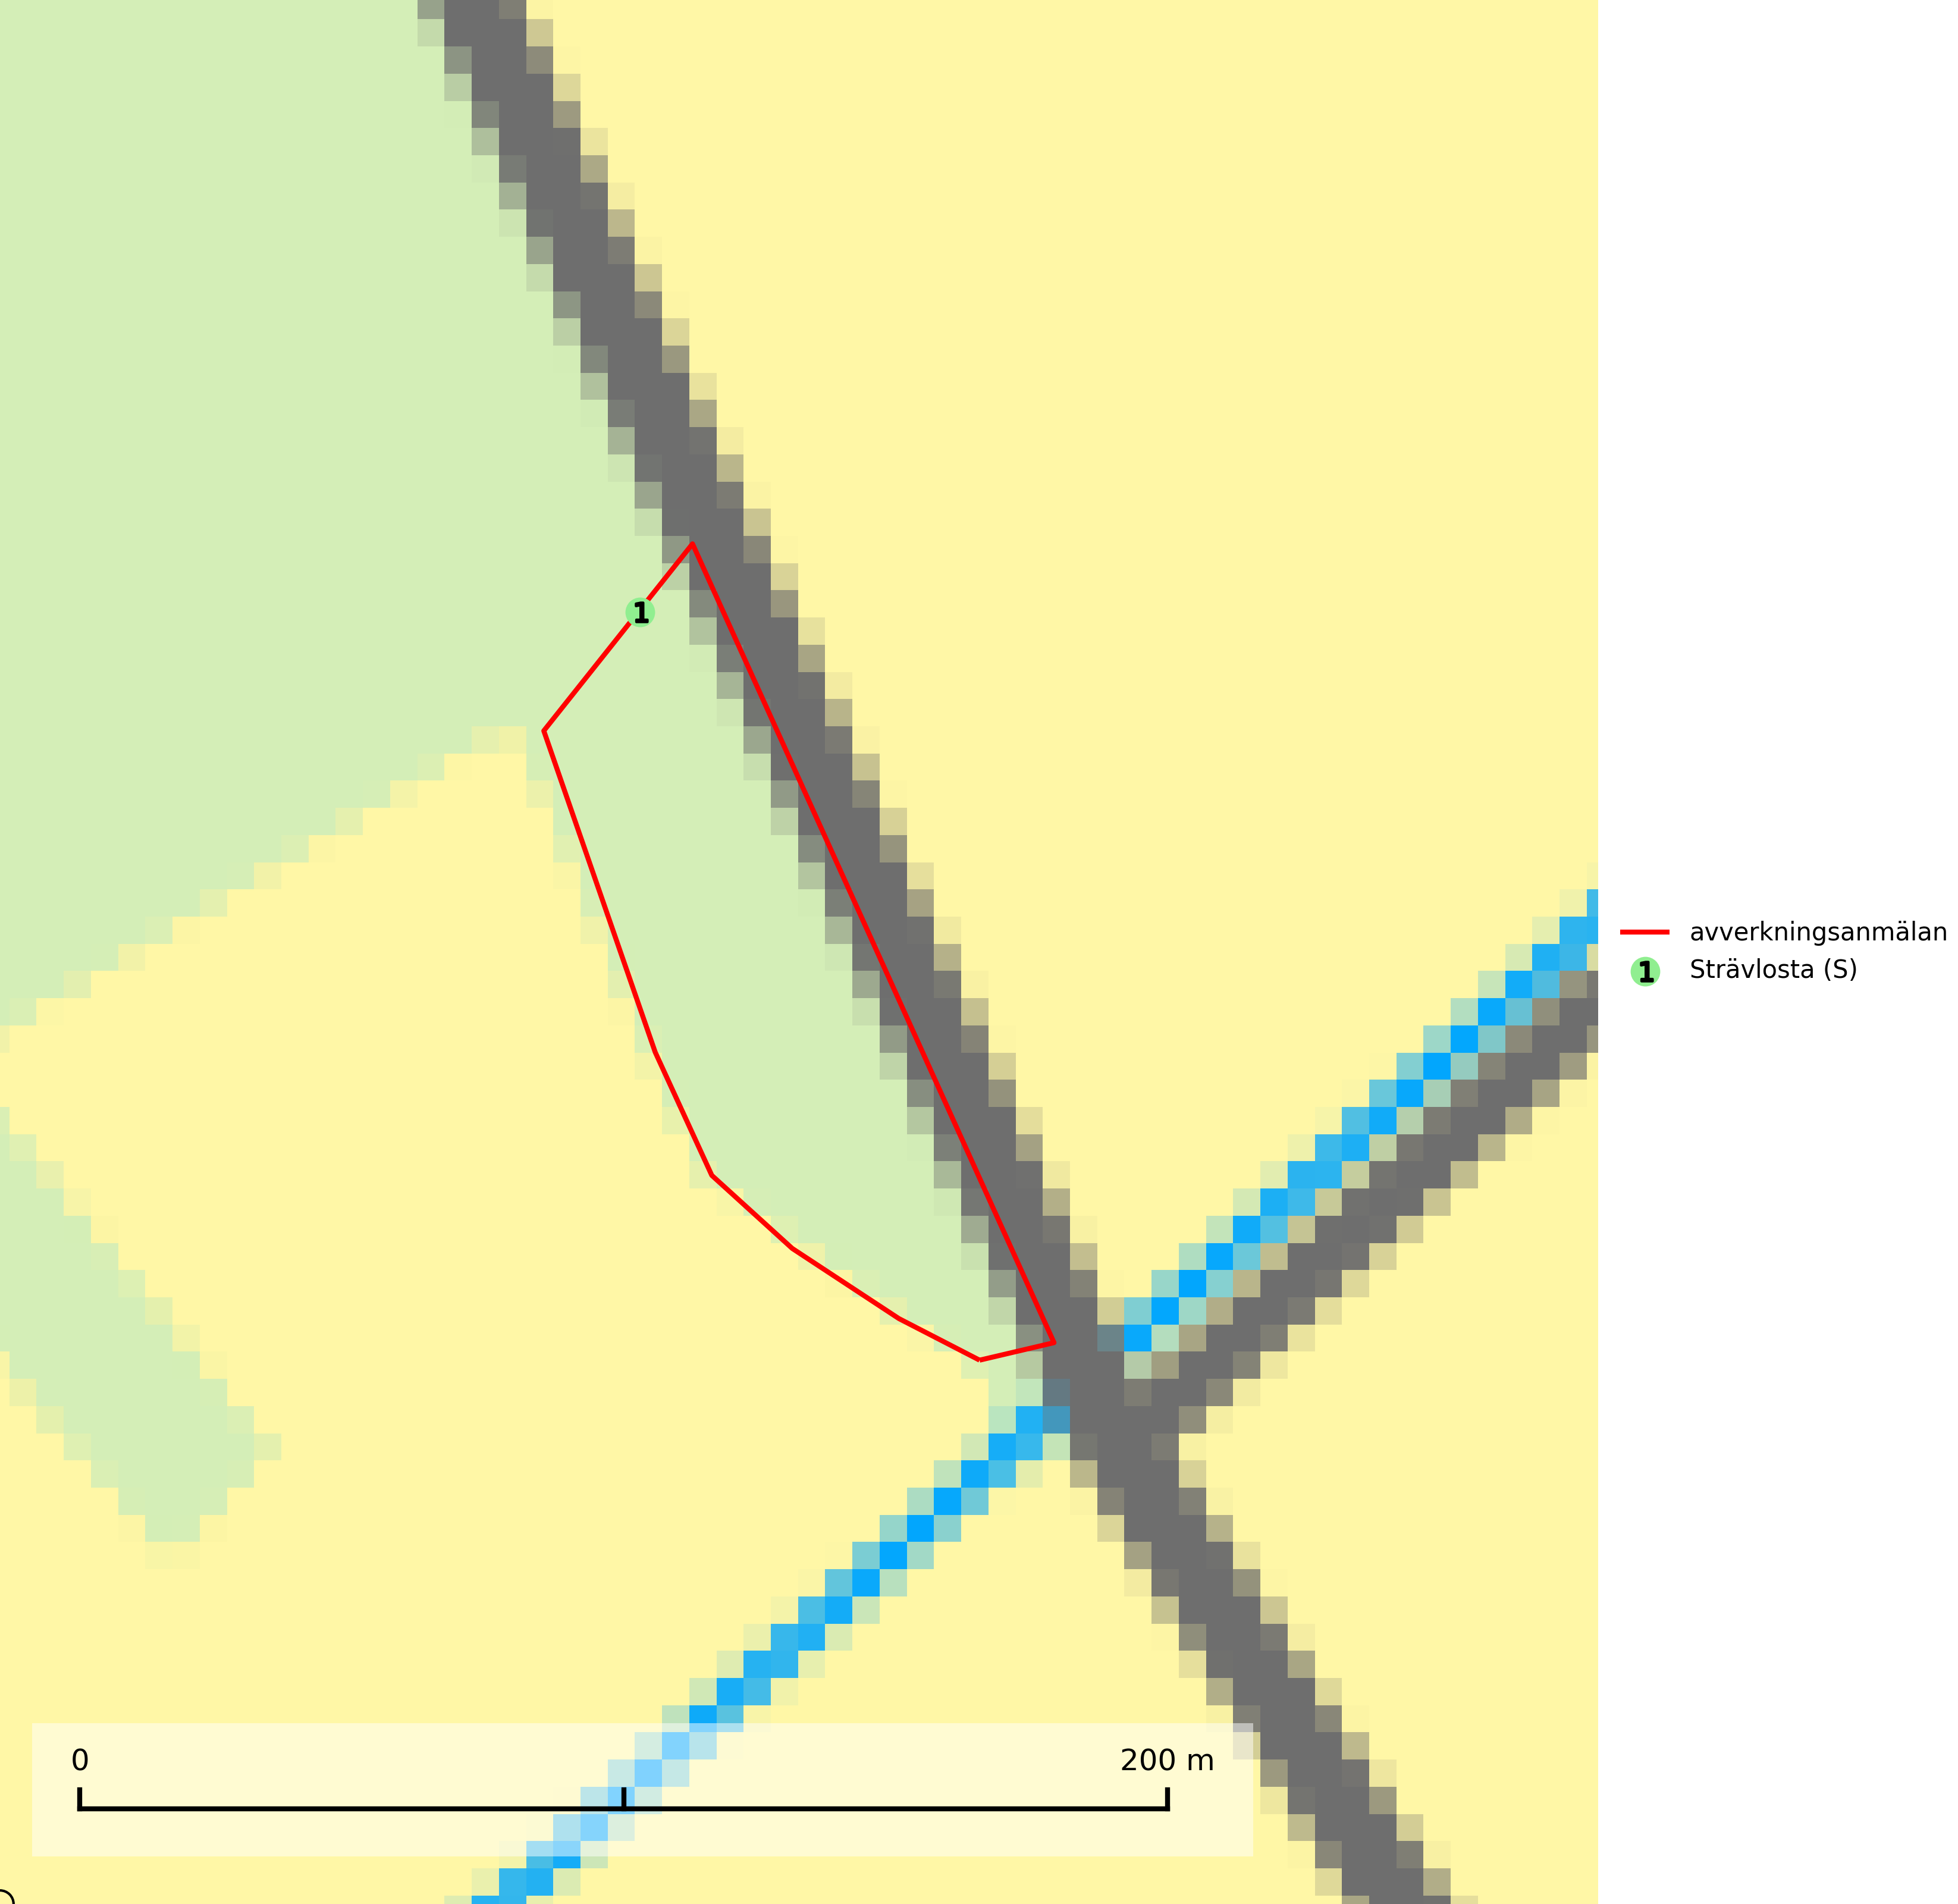 1
avverkningsanmälan
1 Strävlosta (S)
0 200 m